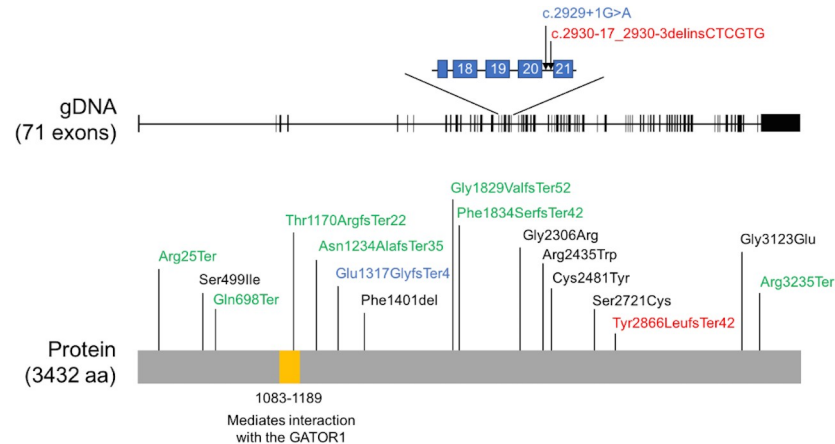 c.2929+1G>A
c.2930-17_2930-3delinsCTCGTG
18 19 20 21
gDNA
(71 exons)
Gly1829ValfsTer52
Thr1170ArgfsTer22
Phe1834SerfsTer42
Gly2306Arg
Gly3123Glu
Asn1234AlafsTer35
Arg2435Trp
Arg25Ter
Ser499Ile
Glu1317GlyfsTer4
Cys2481Tyr
Arg3235Ter
Gln698Ter
Phe1401del
Ser2721Cys
Tyr2866LeufsTer42
Protein
(3432 aa)
1083-1189
Mediates interaction
with the GATOR1